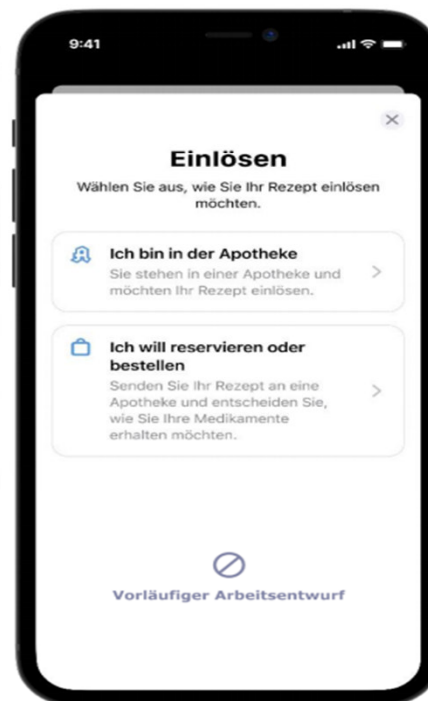 9:41
Einlösen
Wählen Sie aus, wie Sie Ihr Rezept einlösen
möchten.
Ich bin in der Apotheke
Sie stehen in einer Apotheke und
möchten Ihr Rezept einlösen.
Ich will reservieren oder
bestellen
Senden Sie Ihr Rezept an eine
Apotheke und entscheiden Sie,
wie Sie Ihre Medikamente
erhalten möchten.
Vorläufiger Arbeitsentwurf